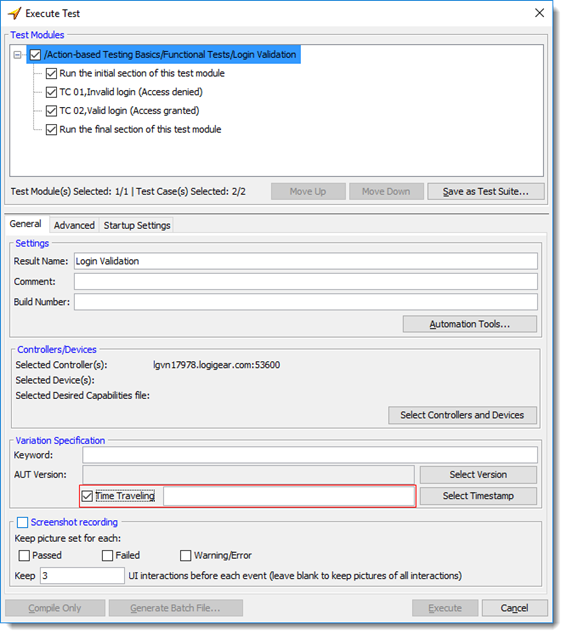 Execute Test
Test Modules
/Action-based Testing Basics/Functional Tests/Login Validation
Run the initial section of this test module
TC 01,Invalid login (Access denied)
TC 02,Valid login (Access granted)
Run the final section of this test module
Test Module(s) Selected: 1/1 | Test Case(s) Selected: 2/2 Move Up Move Down Save as Test Suite...
General Advanced Startup Settings
Settings
Result Name: Login Validation
Comment:
Build Number:
Automation Tools...
Controllers/Devices
Selected Controller(s): lgvn17978.logigear.com:53600
Selected Device(s):
Selected Desired Capabilities file:
Select Controllers and Devices
Variation Specification
Keyword:
AUT Version: Select Version
Time Traveling Select Timestamp
Screenshot recording
Keep picture set for each:
Passed Failed Warning/Error
Keep 3 UI interactions before each event (leave blank to keep pictures of all interactions)
Compile Only Generate Batch File... Execute Cancel